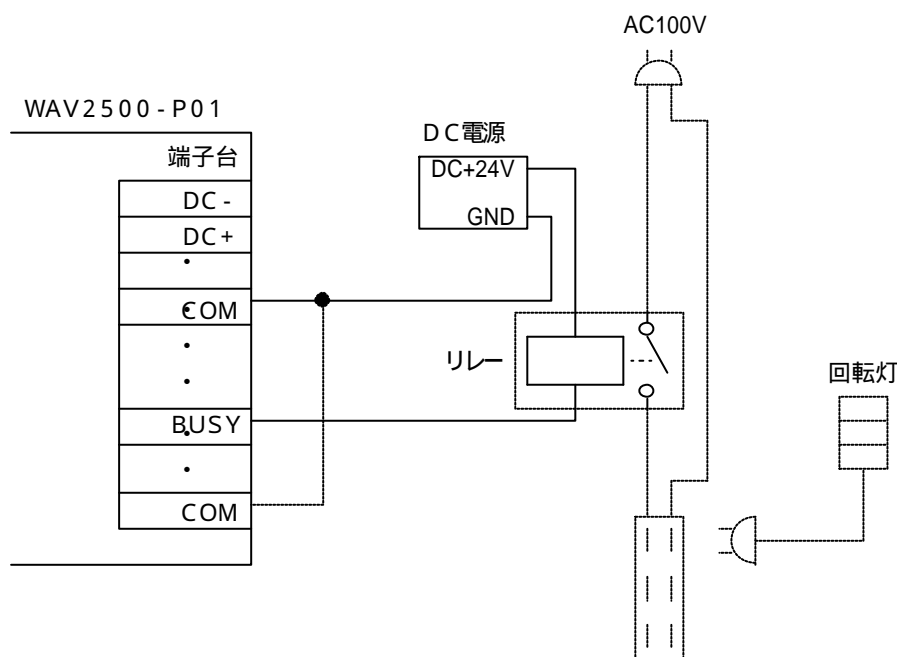 AC100V
WAV2500-P01
DC電源
端子台
DC+24V
DC-
GND
DC+
COM
リレー
回転灯
BUSY
COM